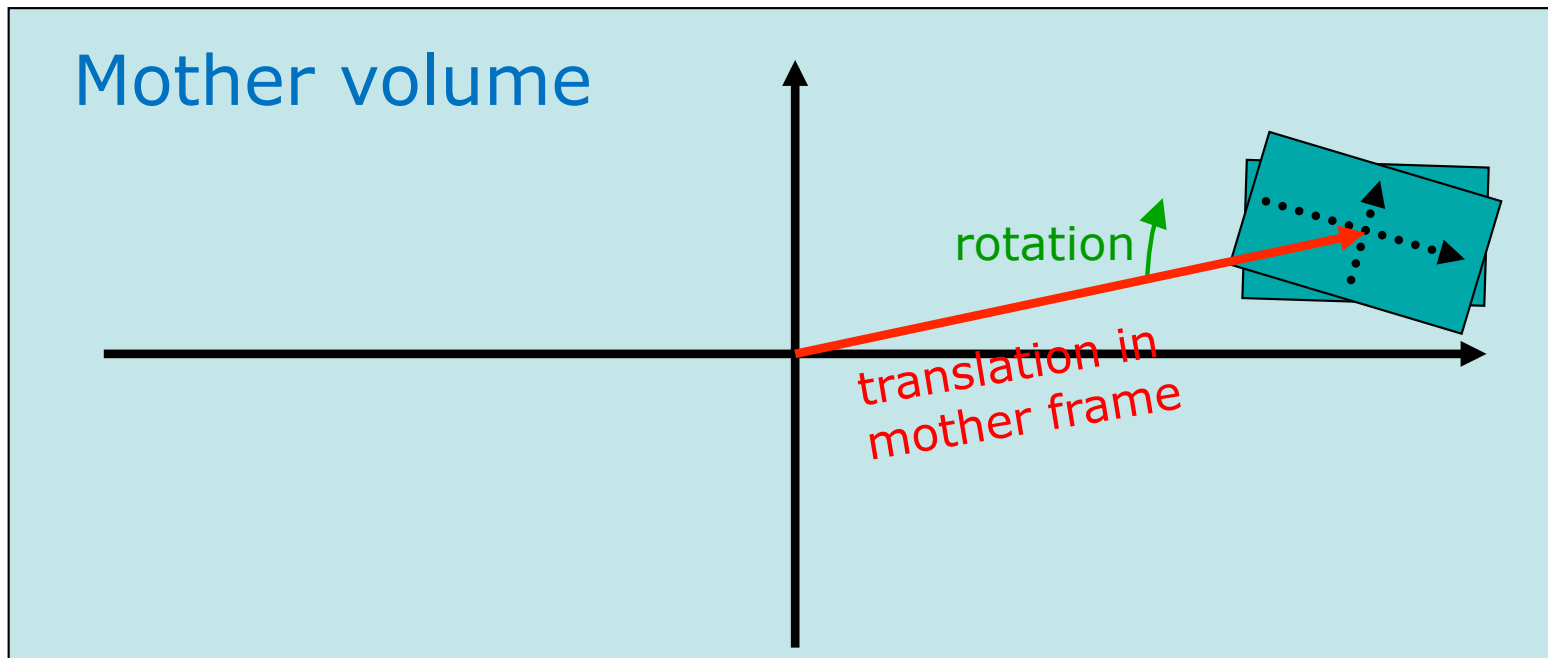 Mother volume
rotation
translation in
mother frame